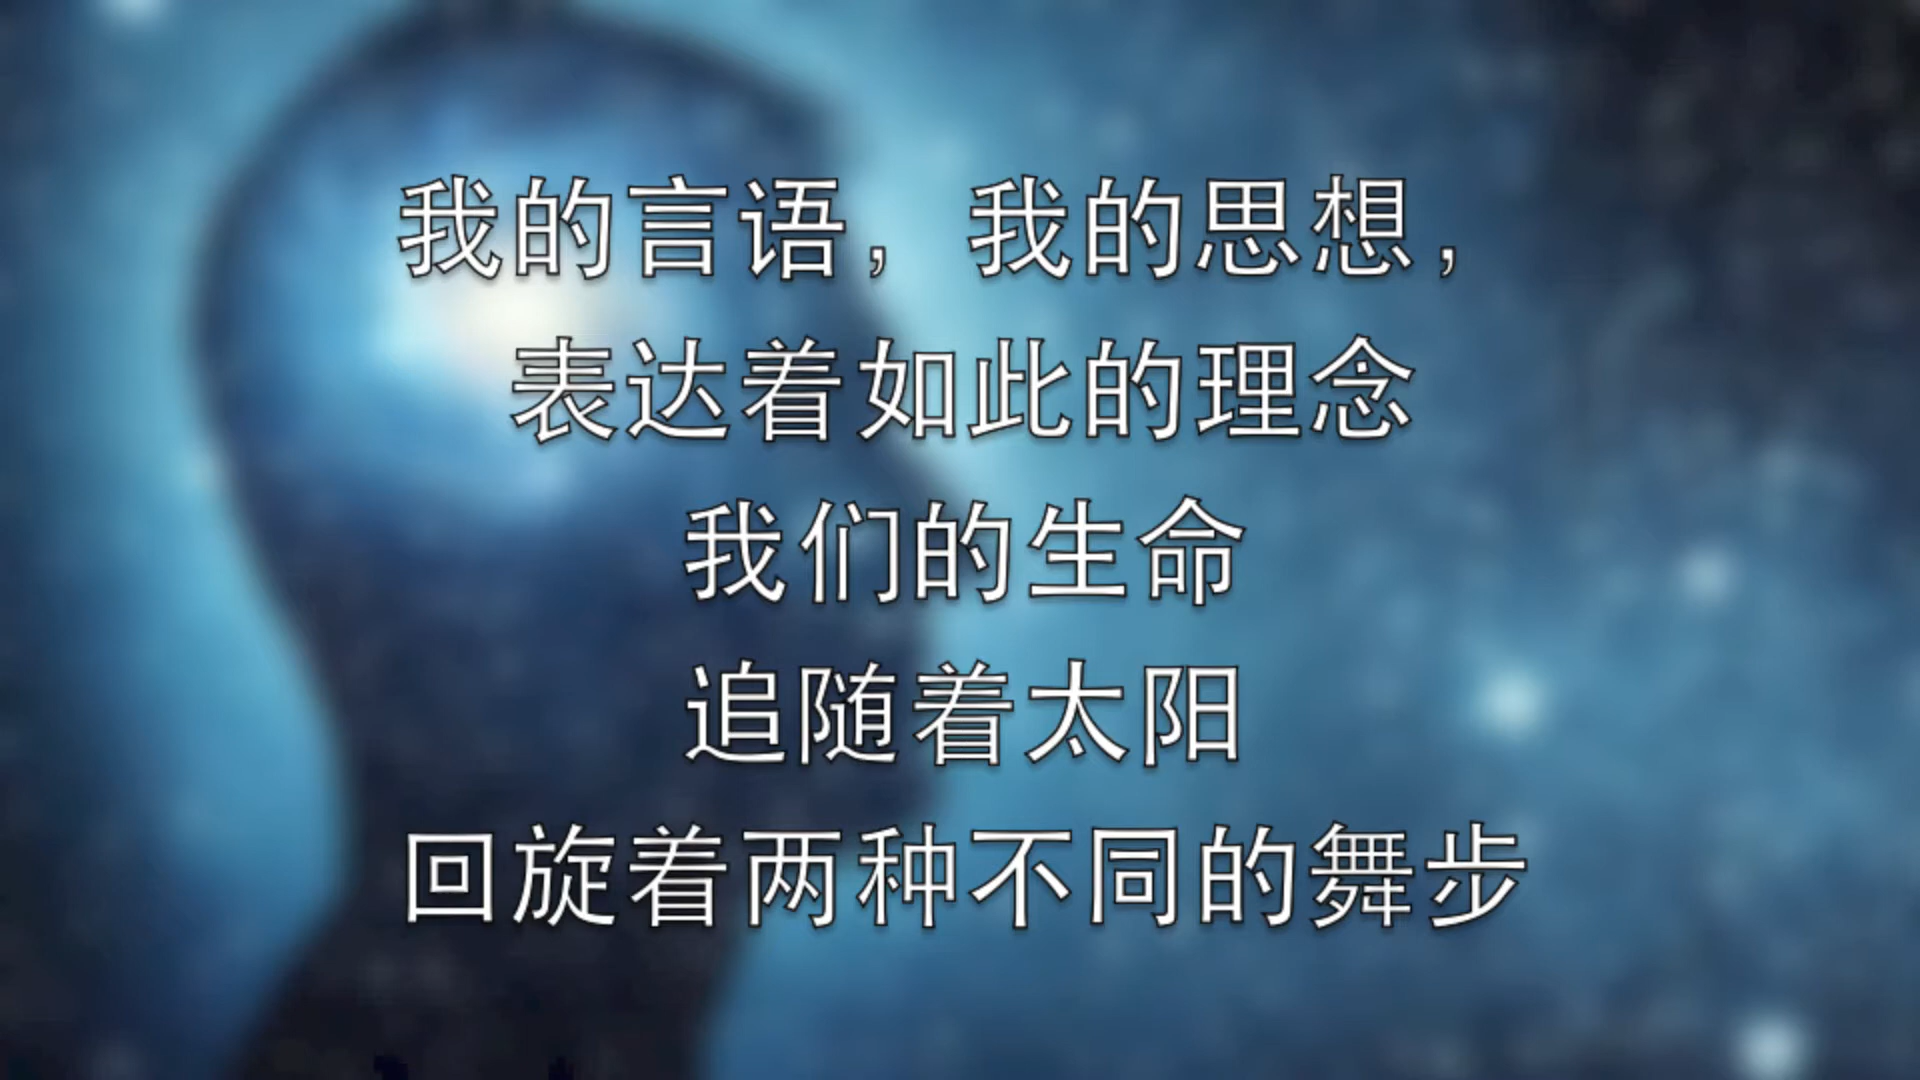 我的言语，我的思想，
表达着如此的理念
我们的生命
追随着太阳
回旋着两种不同的舞步